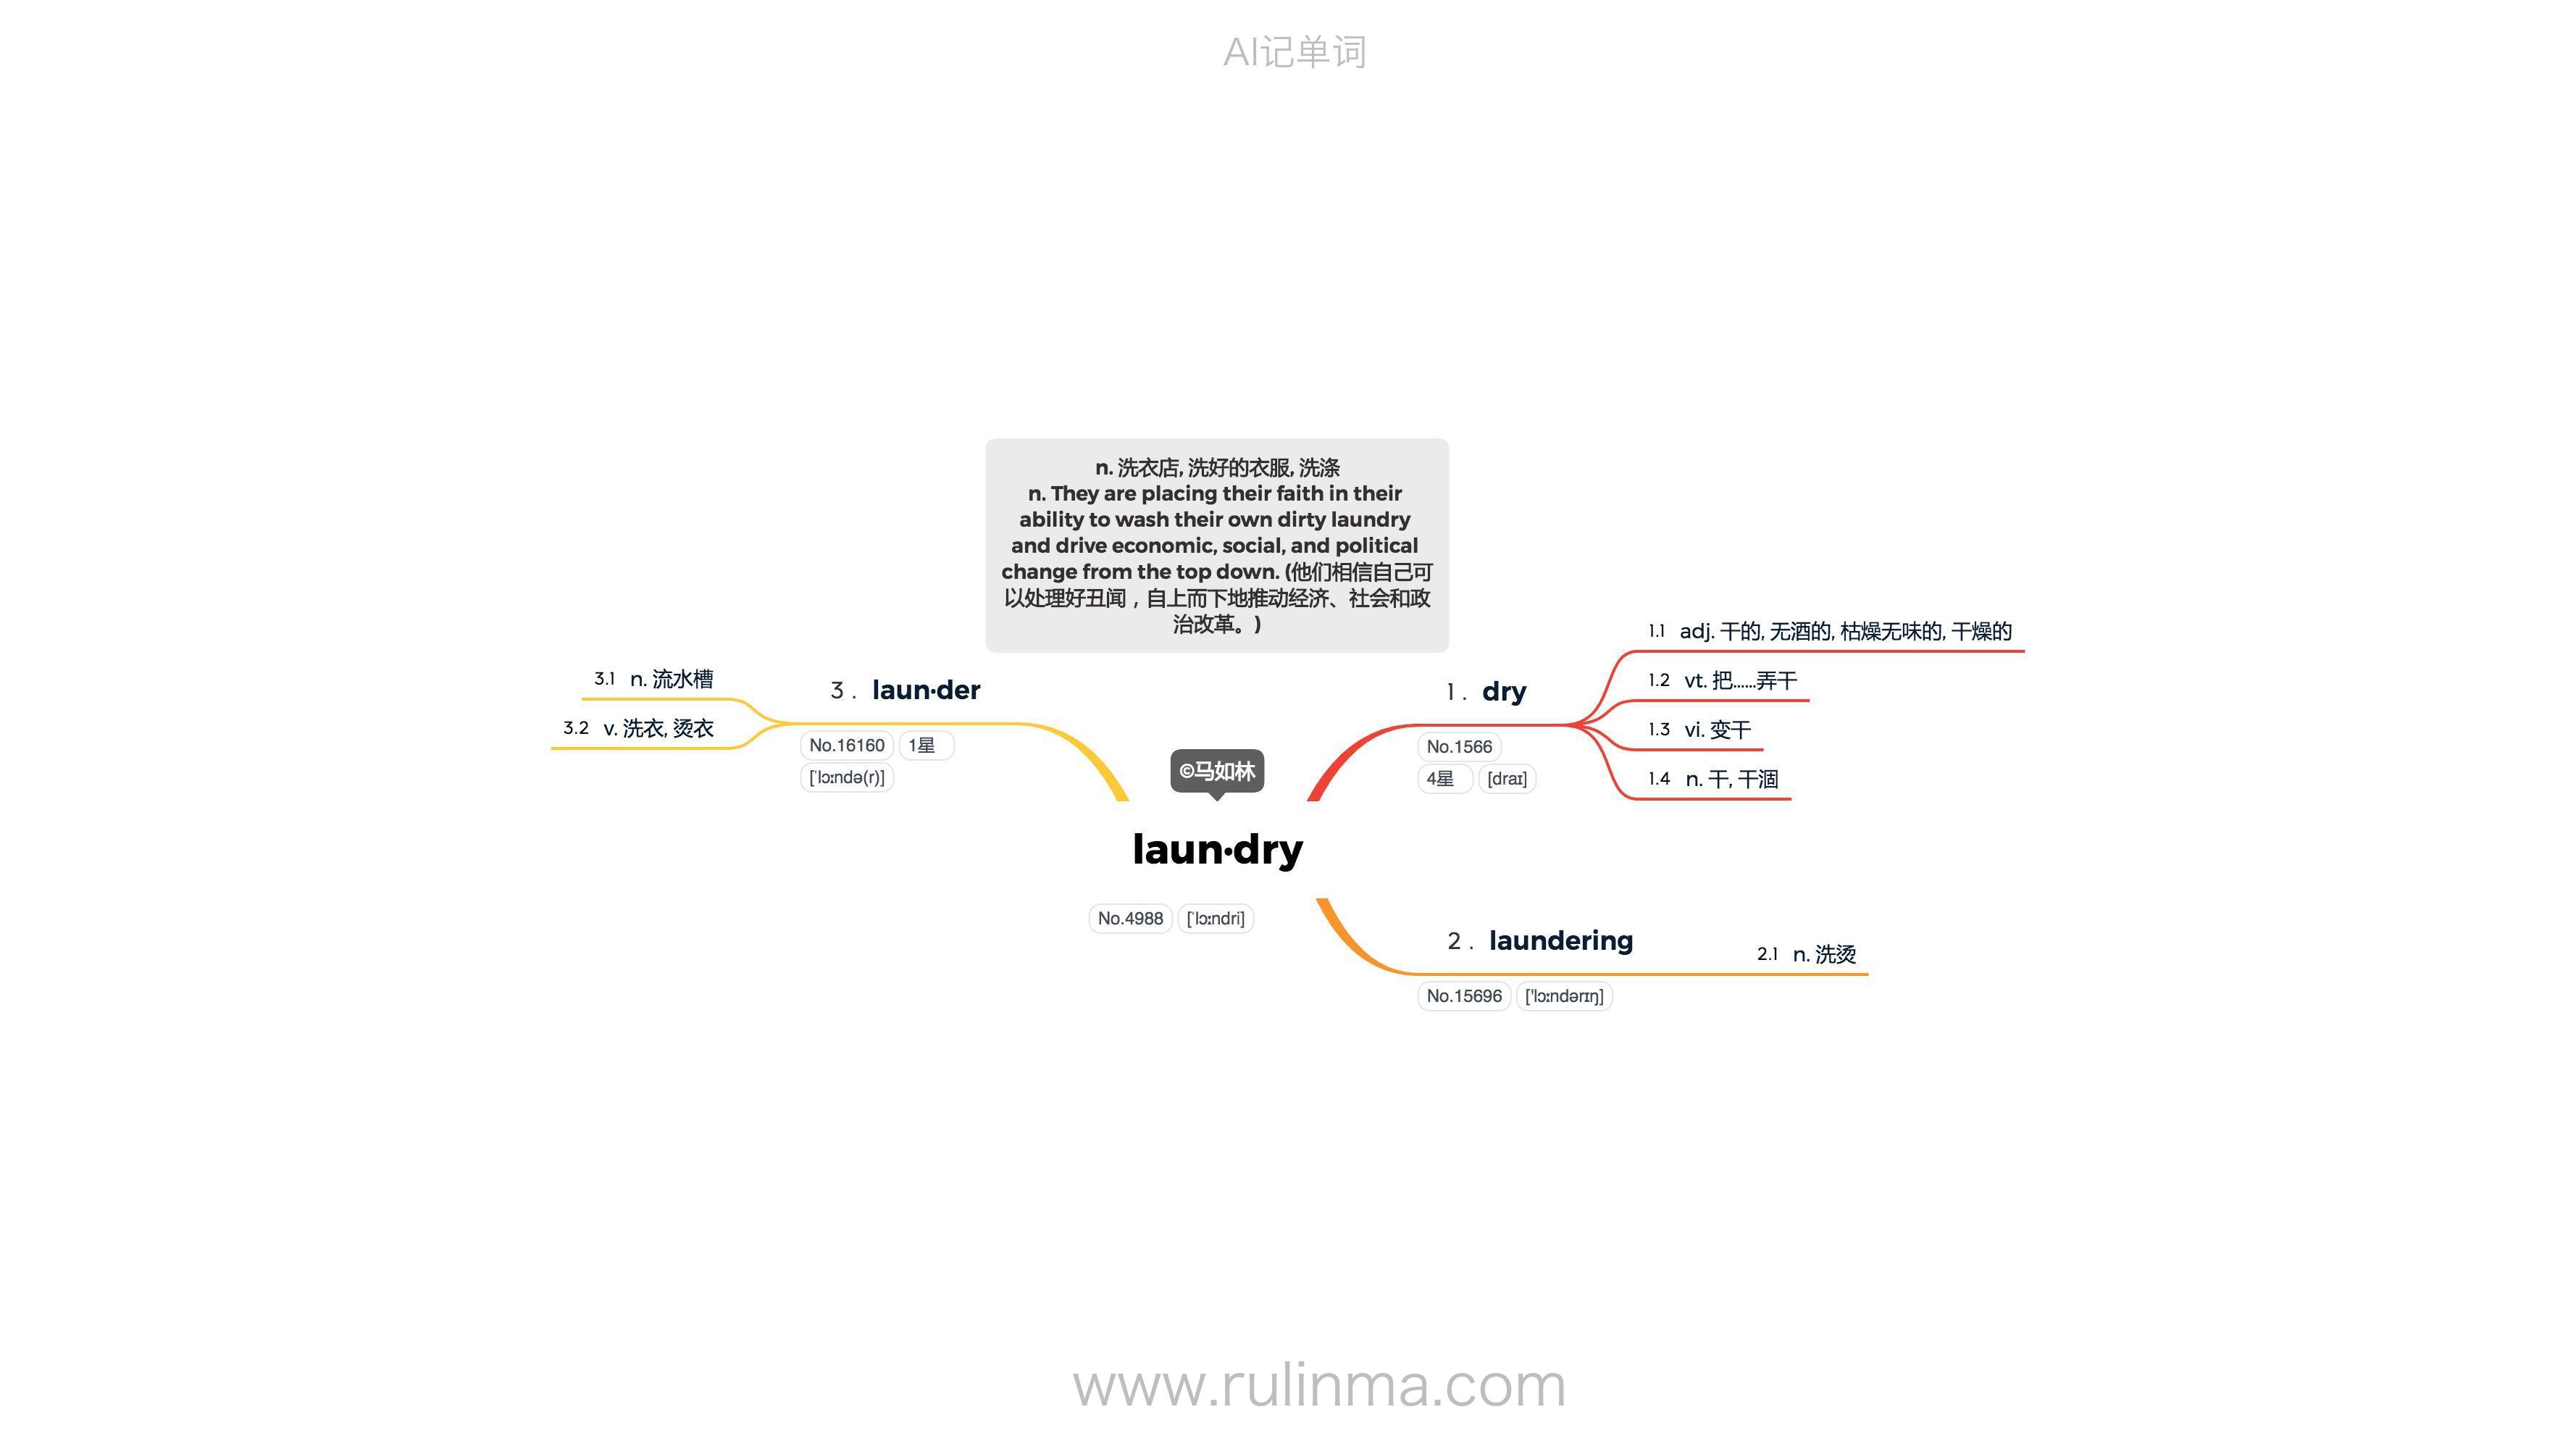 AI记单词
n. 洗衣店, 洗好的衣服, 洗涤
n. They are placing their faith in their
ability to wash their own dirty laundry
and drive economic, social, and political
change from the top down. (他们相信自己可
以处理好丑闻，自上而下地推动经济、社会和政
治改革。)
©马如林
laun·dry
No.4988 [ˈlɔːndri]
1. dry
No.1566
4星 [draɪ]
1.1 adj. 干的, 无酒的, 枯燥无味的, 干燥的
1.2 vt. 把……弄干
1.3 vi. 变干
1.4 n. 干, 干涸
2. laundering
No.15696 ['lɔːndərɪŋ]
2.1 n. 洗烫
3. laun·der
No.16160 1星
[ˈlɔːndə(r)]
3.1 n. 流水槽
3.2 v. 洗衣, 烫衣
www.rulinma.com